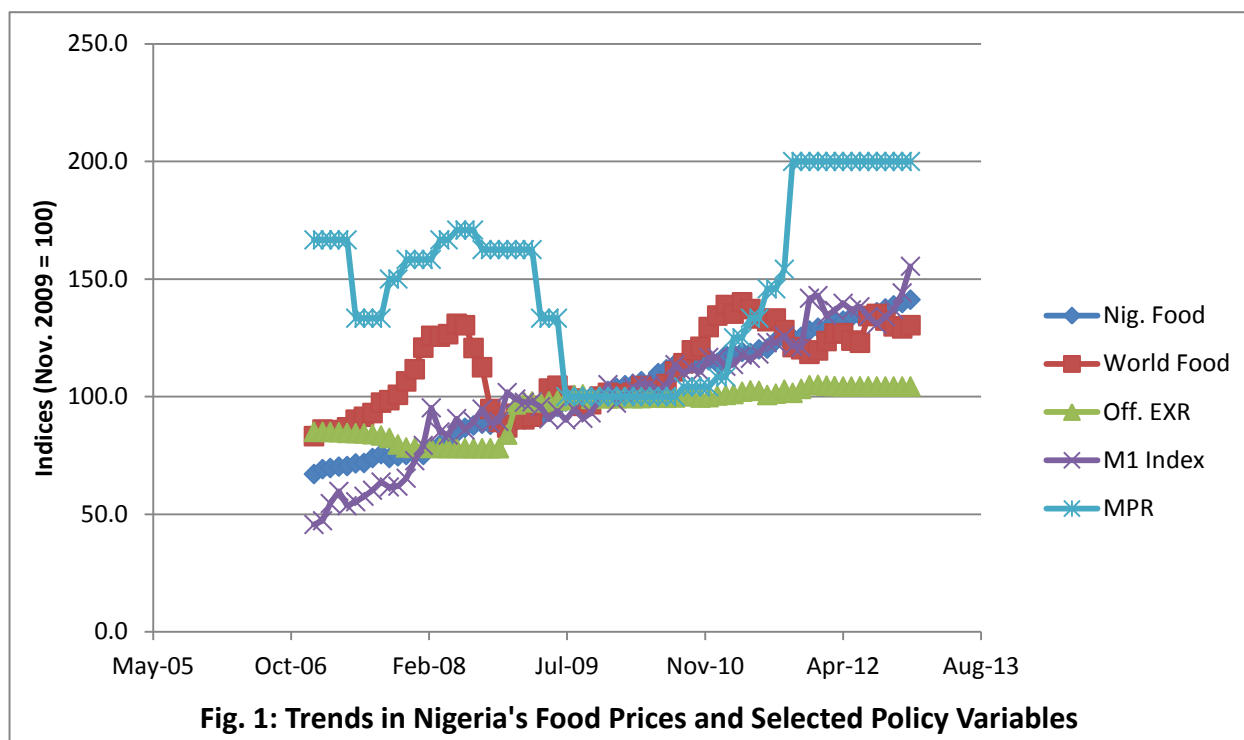 250.0
200.0
150.0
100.0
50.0
0.0
Indices (Nov. 2009 = 100)
May-05 Oct-06 Feb-08 Jul-09 Nov-10 Apr-12 Aug-13
Nig. Food
World Food
Off. EXR
M1 Index
MPR
Fig. 1: Trends in Nigeria's Food Prices and Selected Policy Variables